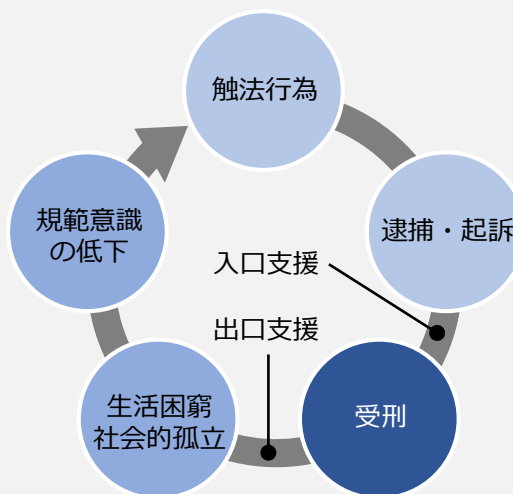 触法行為
逮捕・起訴
規範意識
の低下
入口支援
出口支援
生活困窮
社会的孤立
受刑